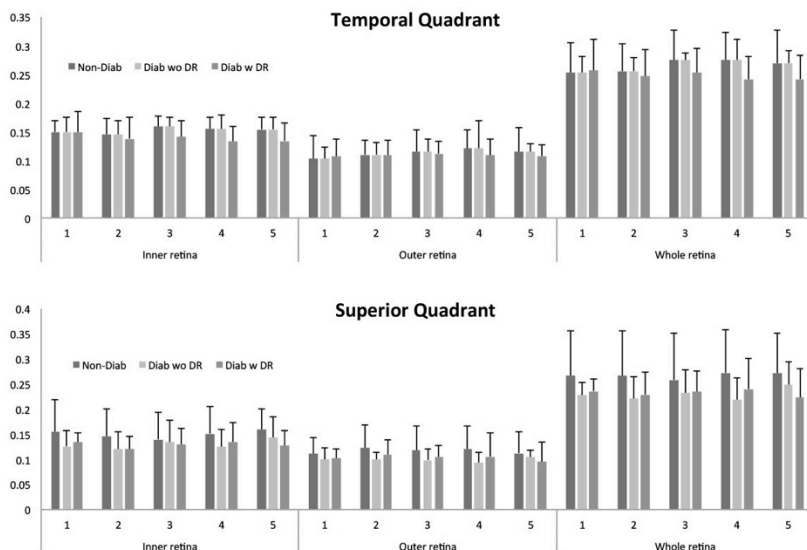 Temporal Quadrant
0.35
0.3
0.25
0.2
0.15
0.1
0.05
0
Non-Diab Diab wo DR Diab w DR
1 2 3 4 5 1 2 3 4 5 1 2 3 4 5
Inner retina Outer retina Whole retina
Superior Quadrant
0.4
0.35
0.3
0.25
0.2
0.15
0.1
0.05
0
Non-Diab Diab wo DR Diab w DR
1 2 3 4 5 1 2 3 4 5 1 2 3 4 5
Inner retina Outer retina Whole retina